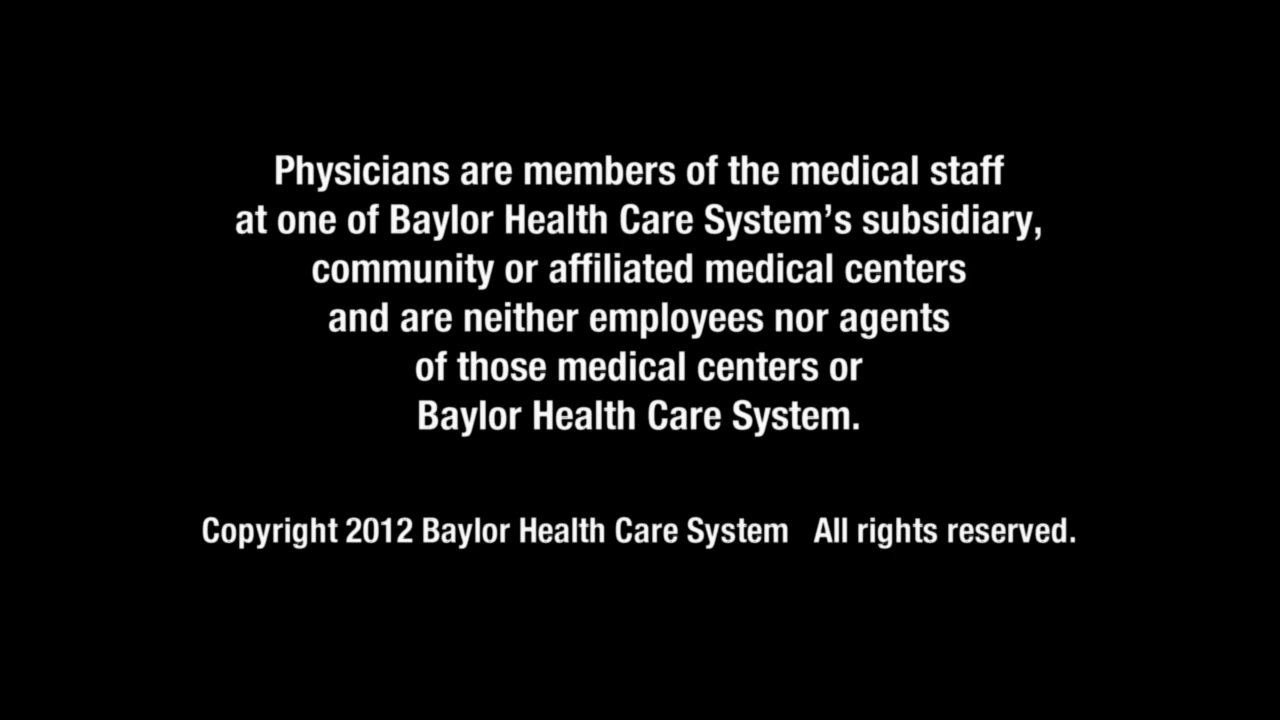 Physicians are members of the medical staff
at one of Baylor Health Care System’s subsidiary,
community or affiliated medical centers
and are neither employees nor agents
of those medical centers or
Baylor Health Care System.
Copyright 2012 Baylor Health Care System   All rights reserved.